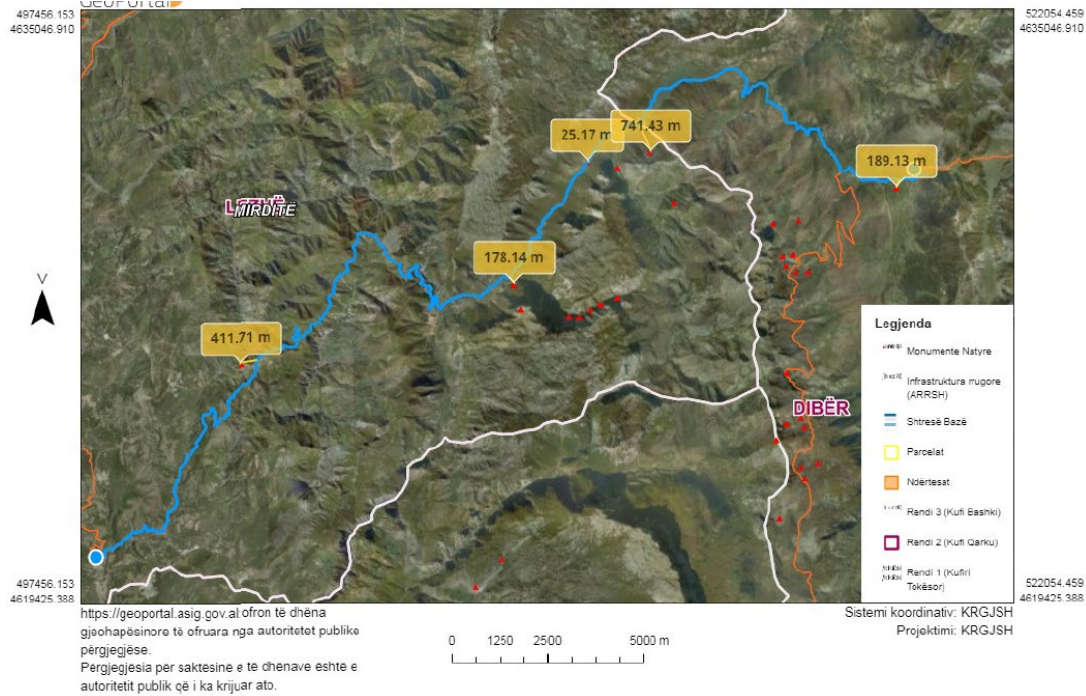 GeoPortal
497456.153
4635046.910
522054.459
4635046.910
741.43 m
25.17 m
189.13 m
MIRDITË
178.14 m
411.71 m
DIBËR
Legjenda
Monumente Natyre
Infrastruktura rrugore
(ARRSH)
Shtresë Bazë
Parcelat
Ndërtesat
Rendi 3 (Kufi Bashki)
Rendi 2 (Kufi Qarku)
Rendi 1 (Kufiri
Tokësor)
497456.153
4619425.388
522054.459
4619425.388
https://geoportal.asig.gov.al ofron të dhëna
gjeohapësinore të ofruara nga autoritetet publike
përgjegjëse.
Përgjegjësia për saktësinë e të dhënave është e
autoritetit publik që i ka krijuar ato.
0 1250 2500 5000 m
Sistemi koordinativ: KRGJSH
Projektimi: KRGJSH